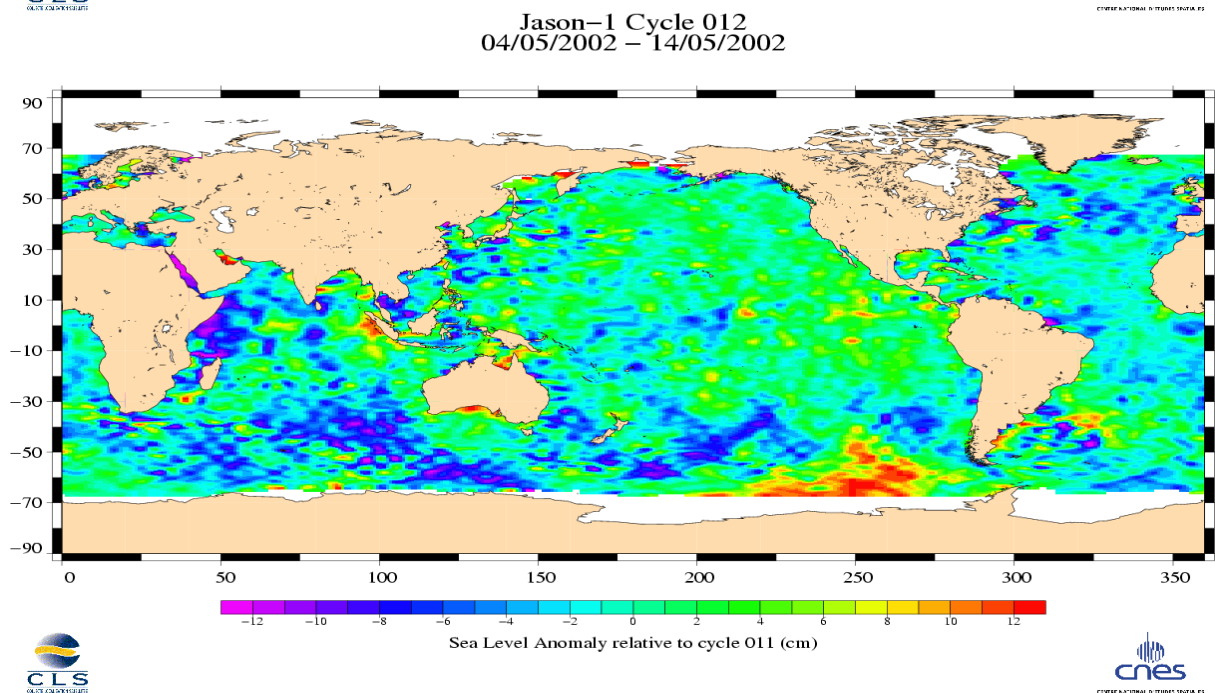 Jason−1 Cycle 012
04/05/2002 − 14/05/2002
90
70
50
30
10
−10
−30
−50
−70
−90
0 50 100 150 200 250 300 350
−12 −10 −8 −6 −4 −2 0 2 4 6 8 10 12
Sea Level Anomaly relative to cycle 011 (cm)
CLS
cnes